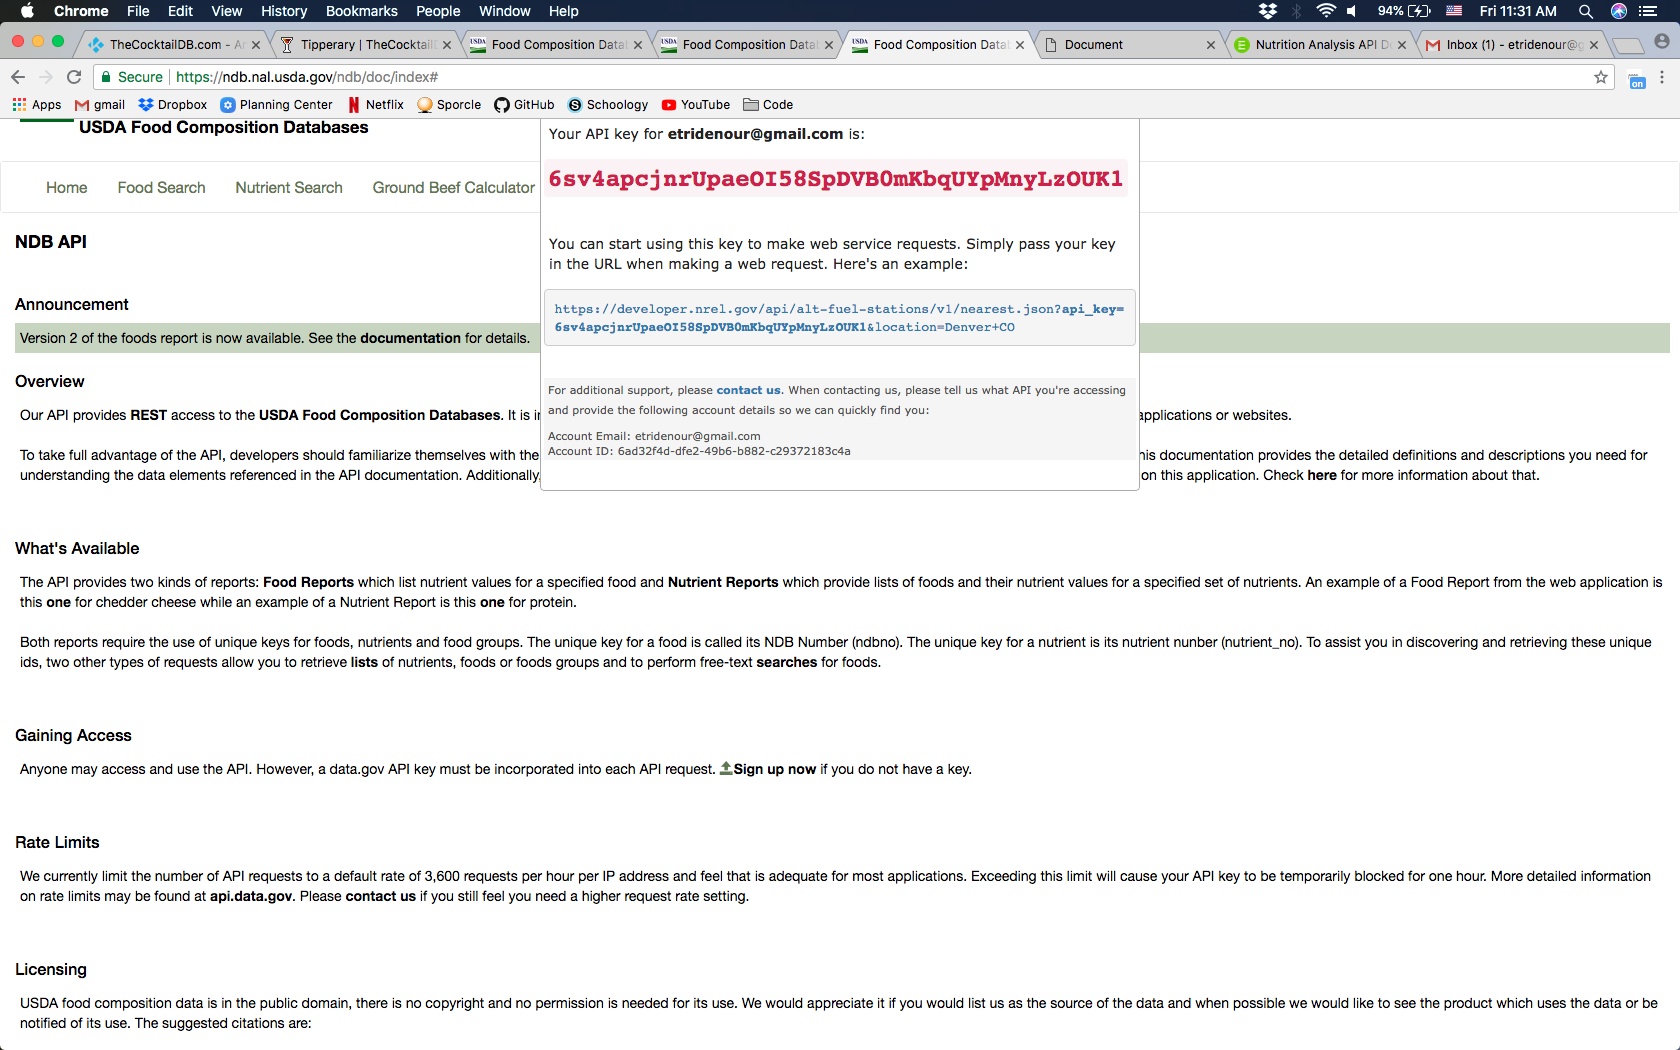 Chrome File Edit View History Bookmarks People Window Help 94% Fri 11:31 AM
TheCocktailDB.com - A Tipperary | TheCocktail Food Composition Data Food Composition Data Food Composition Data Document Nutrition Analysis API D Inbox (1) - etridenour@g
Secure https://ndb.nal.usda.gov/ndb/doc/index#
on
Apps gmail Dropbox Planning Center Netflix Sporcle GitHub Schoology YouTube Code
USDA Food Composition Databases
Home Food Search Nutrient Search Ground Beef Calculator
Your API key for etridenour@gmail.com is:
6sv4apcjnrUpaeOI58SpDVB0mKbqUYpMnyLzOUK1
You can start using this key to make web service requests. Simply pass your key
in the URL when making a web request. Here's an example:
https://developer.nrel.gov/api/alt-fuel-stations/v1/nearest.json?api_key=
6sv4apcjnrUpaeOI58SpDVB0mKbqUYpMnyLzOUK1&location=Denver+CO
For additional support, please contact us. When contacting us, please tell us what API you're accessing
and provide the following account details so we can quickly find you:
Account Email: etridenour@gmail.com
Account ID: 6ad32f4d-dfe2-49b6-b882-c29372183c4a
NDB API
Announcement
Version 2 of the foods report is now available. See the documentation for details.
Overview
Our API provides REST access to the USDA Food Composition Databases. It is applications or websites.
To take full advantage of the API, developers should familiarize themselves with the his documentation provides the detailed definitions and descriptions you need for
understanding the data elements referenced in the API documentation. Additionally, on this application. Check here for more information about that.
What's Available
The API provides two kinds of reports: Food Reports which list nutrient values for a specified food and Nutrient Reports which provide lists of foods and their nutrient values for a specified set of nutrients. An example of a Food Report from the web application is
this one for chedder cheese while an example of a Nutrient Report is this one for protein.
Both reports require the use of unique keys for foods, nutrients and food groups. The unique key for a food is called its NDB Number (ndbno). The unique key for a nutrient is its nutrient nunber (nutrient_no). To assist you in discovering and retrieving these unique
ids, two other types of requests allow you to retrieve lists of nutrients, foods or foods groups and to perform free-text searches for foods.
Gaining Access
Anyone may access and use the API. However, a data.gov API key must be incorporated into each API request. Sign up now if you do not have a key.
Rate Limits
We currently limit the number of API requests to a default rate of 3,600 requests per hour per IP address and feel that is adequate for most applications. Exceeding this limit will cause your API key to be temporarily blocked for one hour. More detailed information
on rate limits may be found at api.data.gov. Please contact us if you still feel you need a higher request rate setting.
Licensing
USDA food composition data is in the public domain, there is no copyright and no permission is needed for its use. We would appreciate it if you would list us as the source of the data and when possible we would like to see the product which uses the data or be
notified of its use. The suggested citations are: